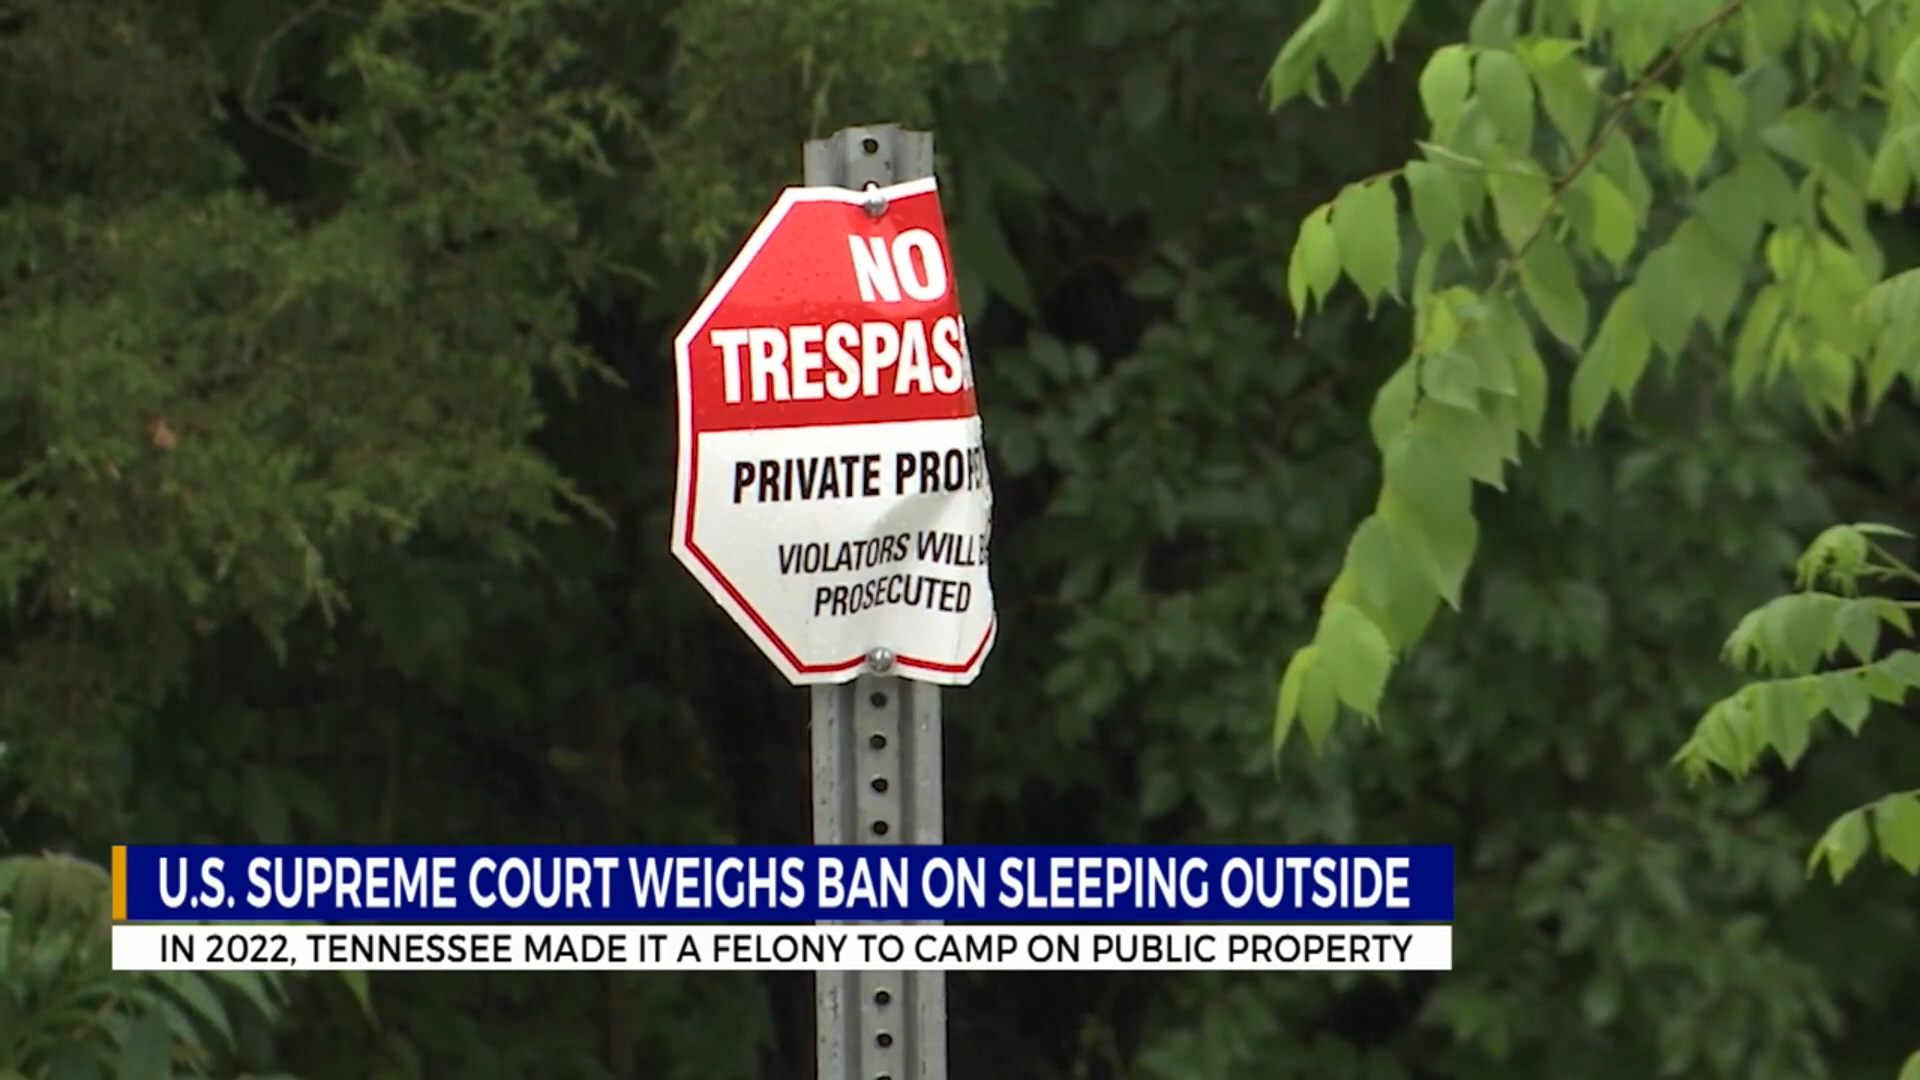 NO
TRESPAS
PRIVATE
VIOLATORS WILL
PROSECUTED
U.S. SUPREME COURT WEIGHS BAN ON SLEEPING OUTSIDE
IN 2022, TENNESSEE MADE IT A FELONY TO CAMP ON PUBLIC PROPERTY